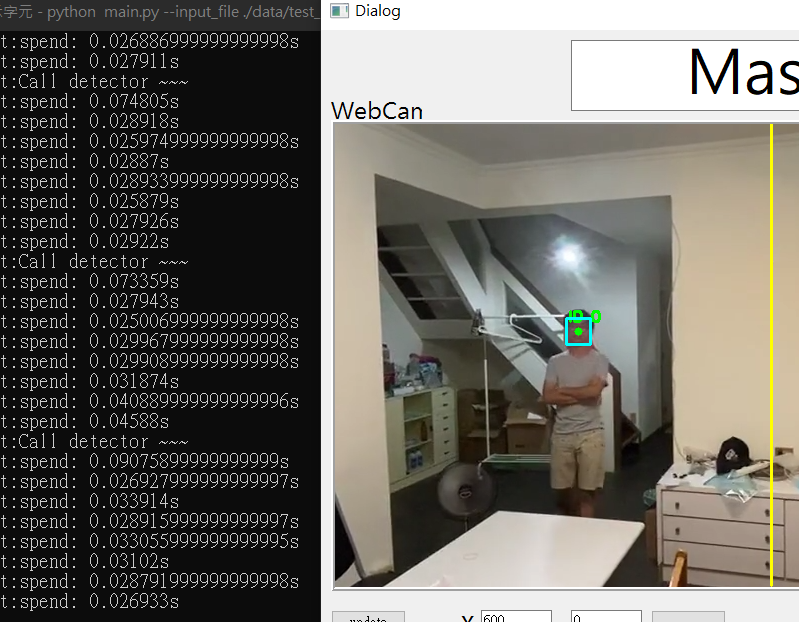 字元 - python main.py --input_file ./data/test_
t:spend: 0.026886999999999998s
t:spend: 0.027911s
t:Call detector ~~~
t:spend: 0.074805s
t:spend: 0.028918s
t:spend: 0.025974999999999998s
t:spend: 0.02887s
t:spend: 0.028933999999999998s
t:spend: 0.025879s
t:spend: 0.027926s
t:spend: 0.02922s
t:Call detector ~~~
t:spend: 0.073359s
t:spend: 0.027943s
t:spend: 0.025006999999999998s
t:spend: 0.029967999999999998s
t:spend: 0.029908999999999998s
t:spend: 0.031874s
t:spend: 0.040889999999999996s
t:spend: 0.04588s
t:Call detector ~~~
t:spend: 0.09075899999999999s
t:spend: 0.026927999999999997s
t:spend: 0.033914s
t:spend: 0.028915999999999997s
t:spend: 0.033055999999999995s
t:spend: 0.03102s
t:spend: 0.028791999999999998s
t:spend: 0.026933s
Dialog
Mas
WebCan
ID 0
update
Y 600 0